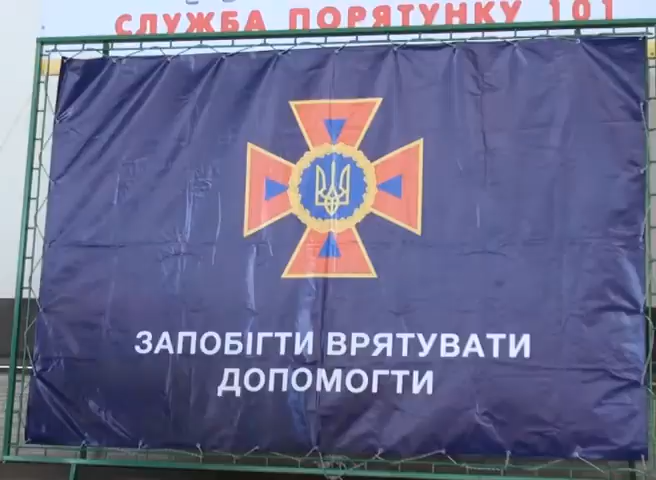 СЛУЖБА ПОРЯТУНКУ 101
ЗАПОБІГТИ ВРЯТУВАТИ
ДОПОМОГТИ